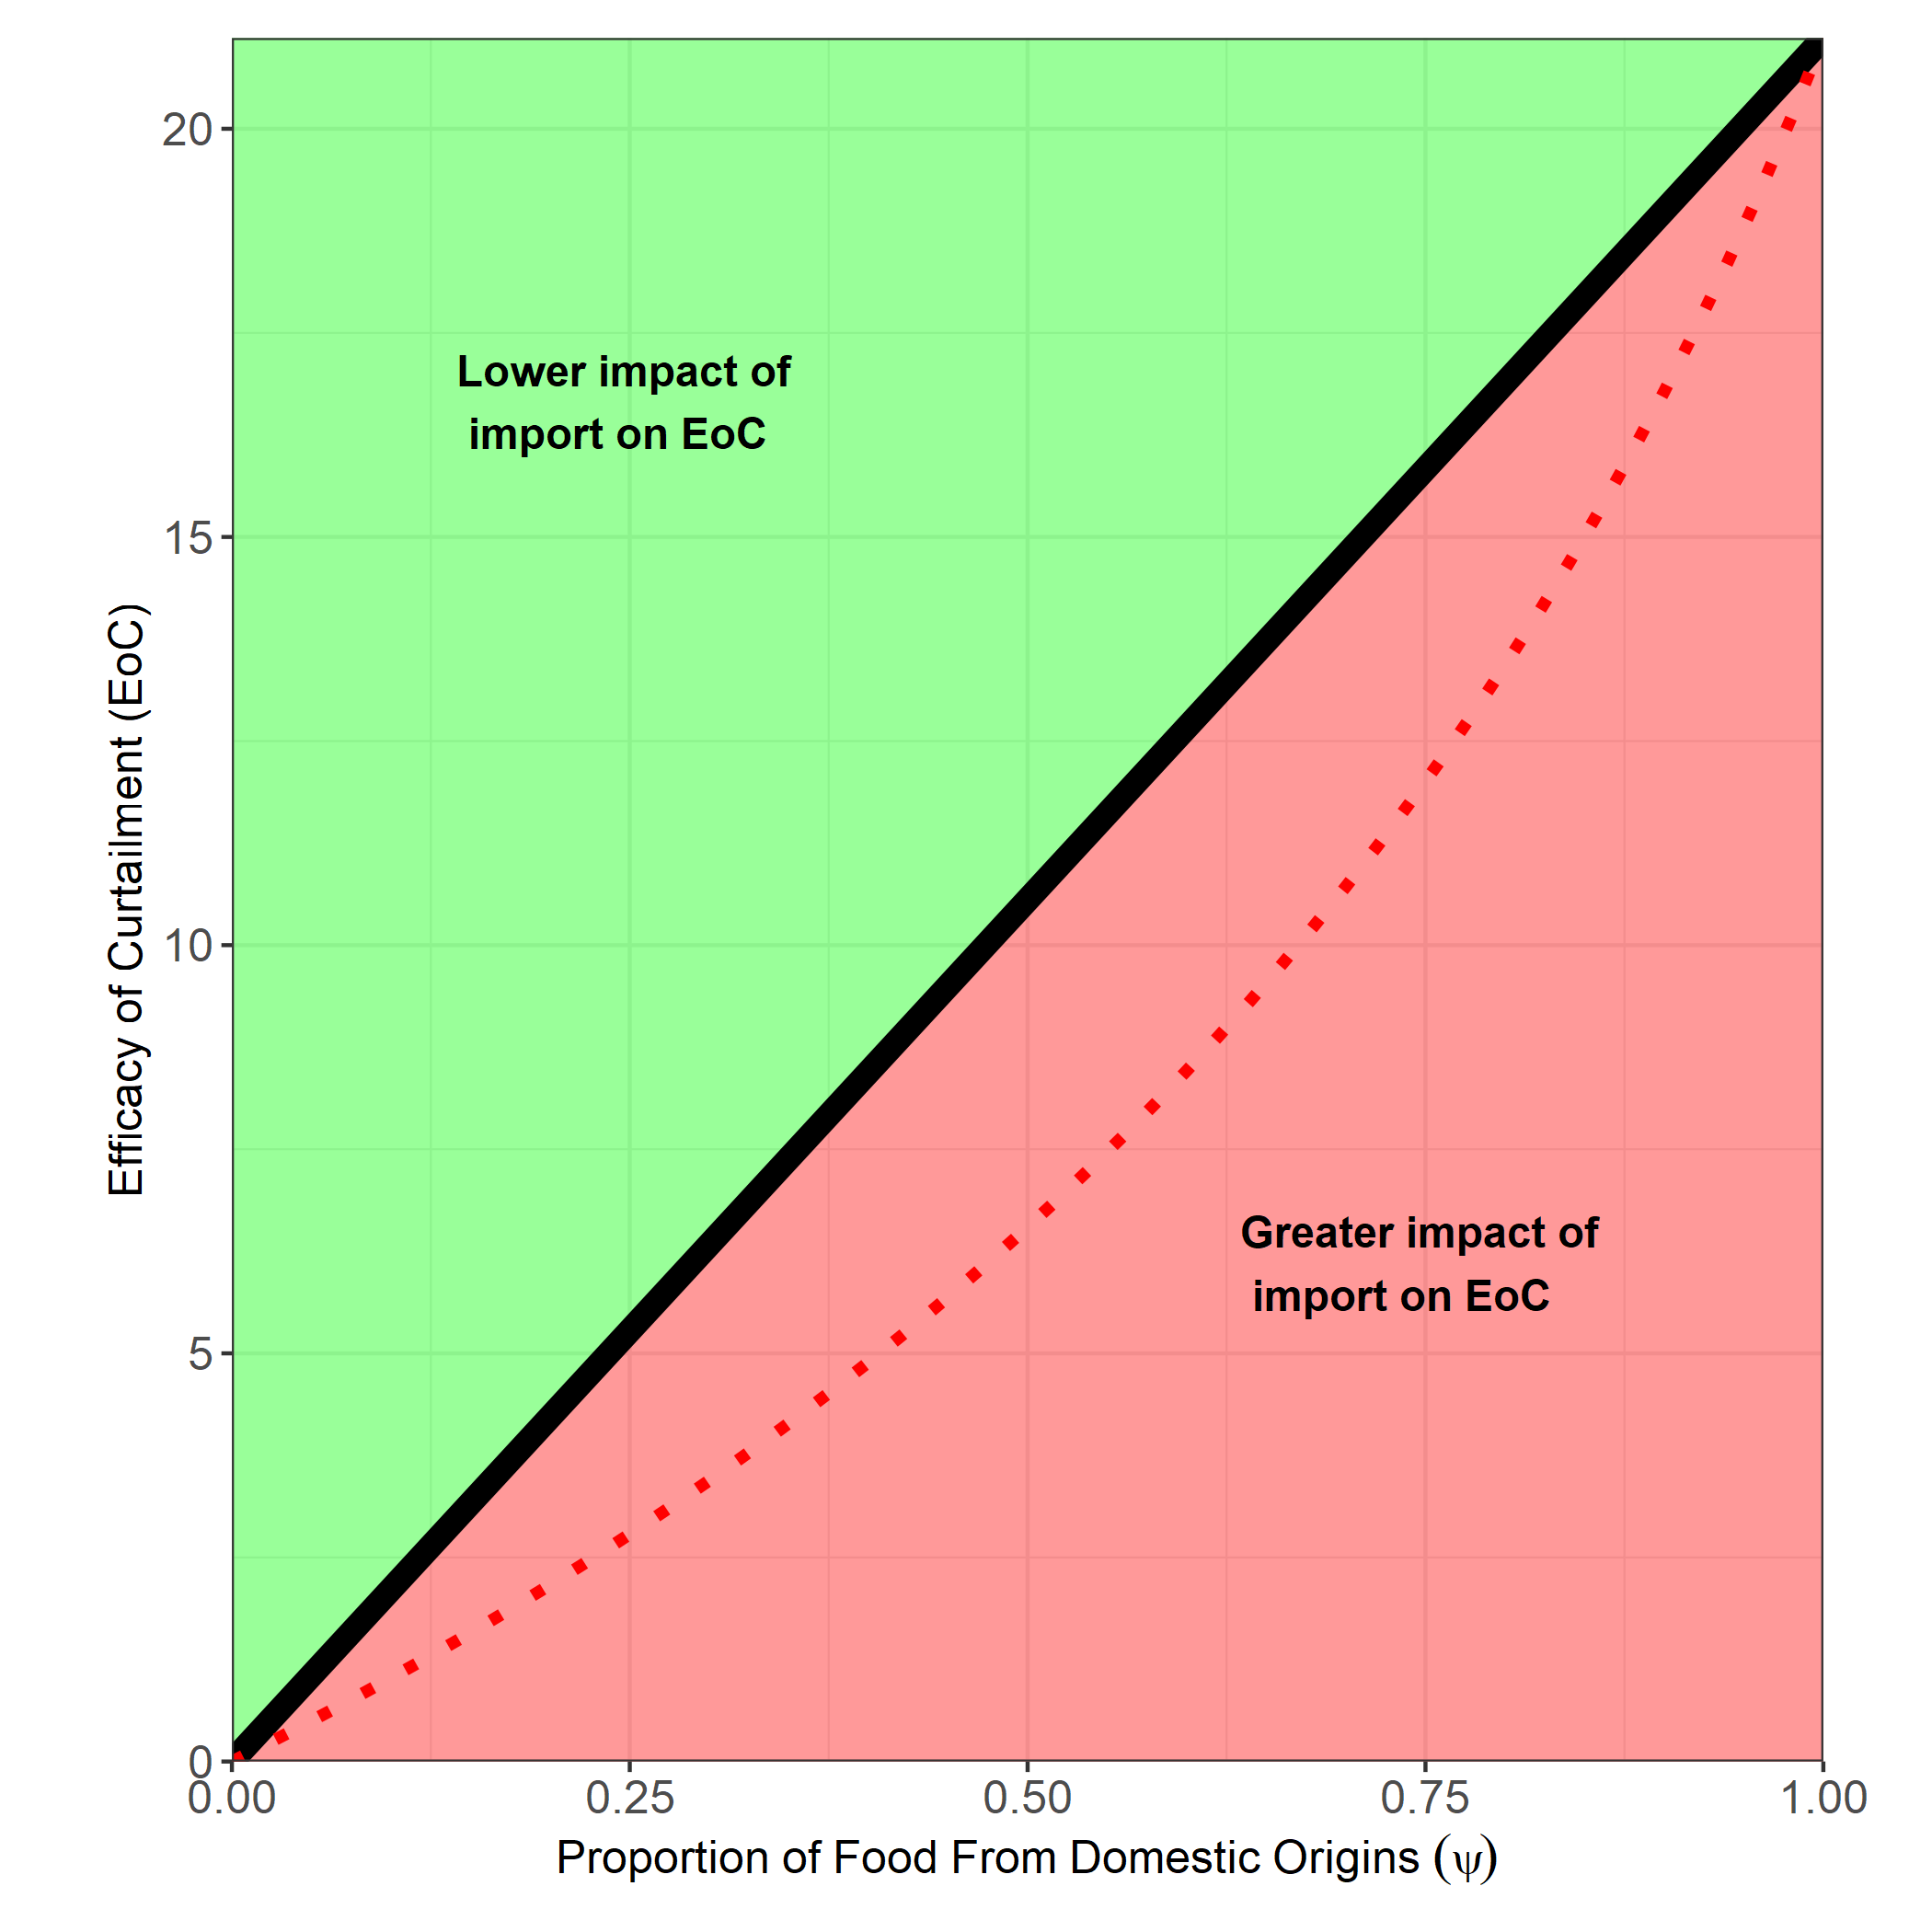 20
15
10
5
0
Efficacy of Curtailment (EoC)
Lower impact of
import on EoC
Greater impact of
import on EoC
0.00 0.25 0.50 0.75 1.00
Proportion of Food From Domestic Origins (ψ)